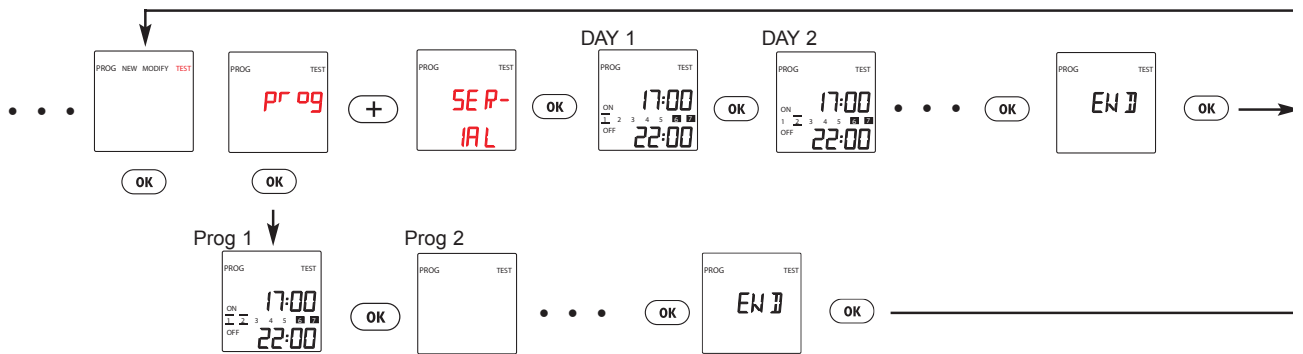 DAY 1 DAY 2
PROG NEW MODIFY TEST
PROG TEST
prog
+
PROG TEST
SER-
IAL
OK
PROG TEST
ON 17:00
1 2 3 4 5 6 7
OFF 22:00
OK
PROG TEST
ON 17:00
1 2 3 4 5 6 7
OFF 22:00
• • •
OK
PROG TEST
END
OK
OK
OK
Prog 1 Prog 2
PROG TEST
ON 17:00
1 2 3 4 5 6 7
OFF 22:00
OK
PROG TEST
• • •
OK
PROG TEST
END
OK